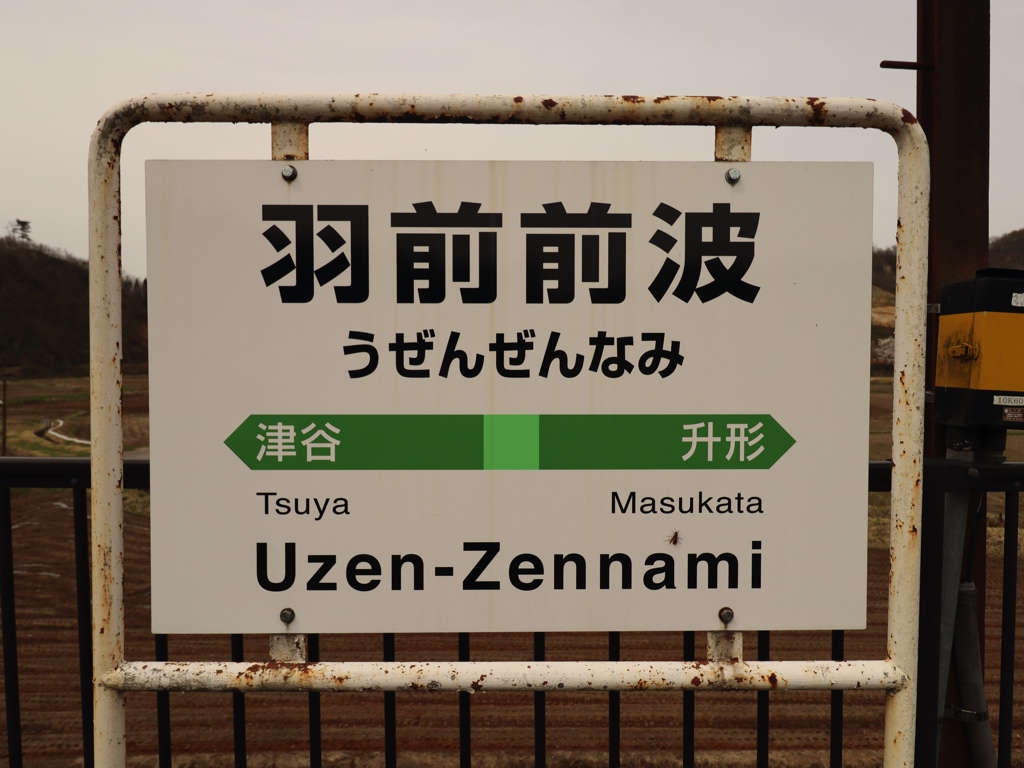 羽前前波
うぜんぜんなみ
津谷 升形
Tsuya Masukata
Uzen-Zennami
10K60